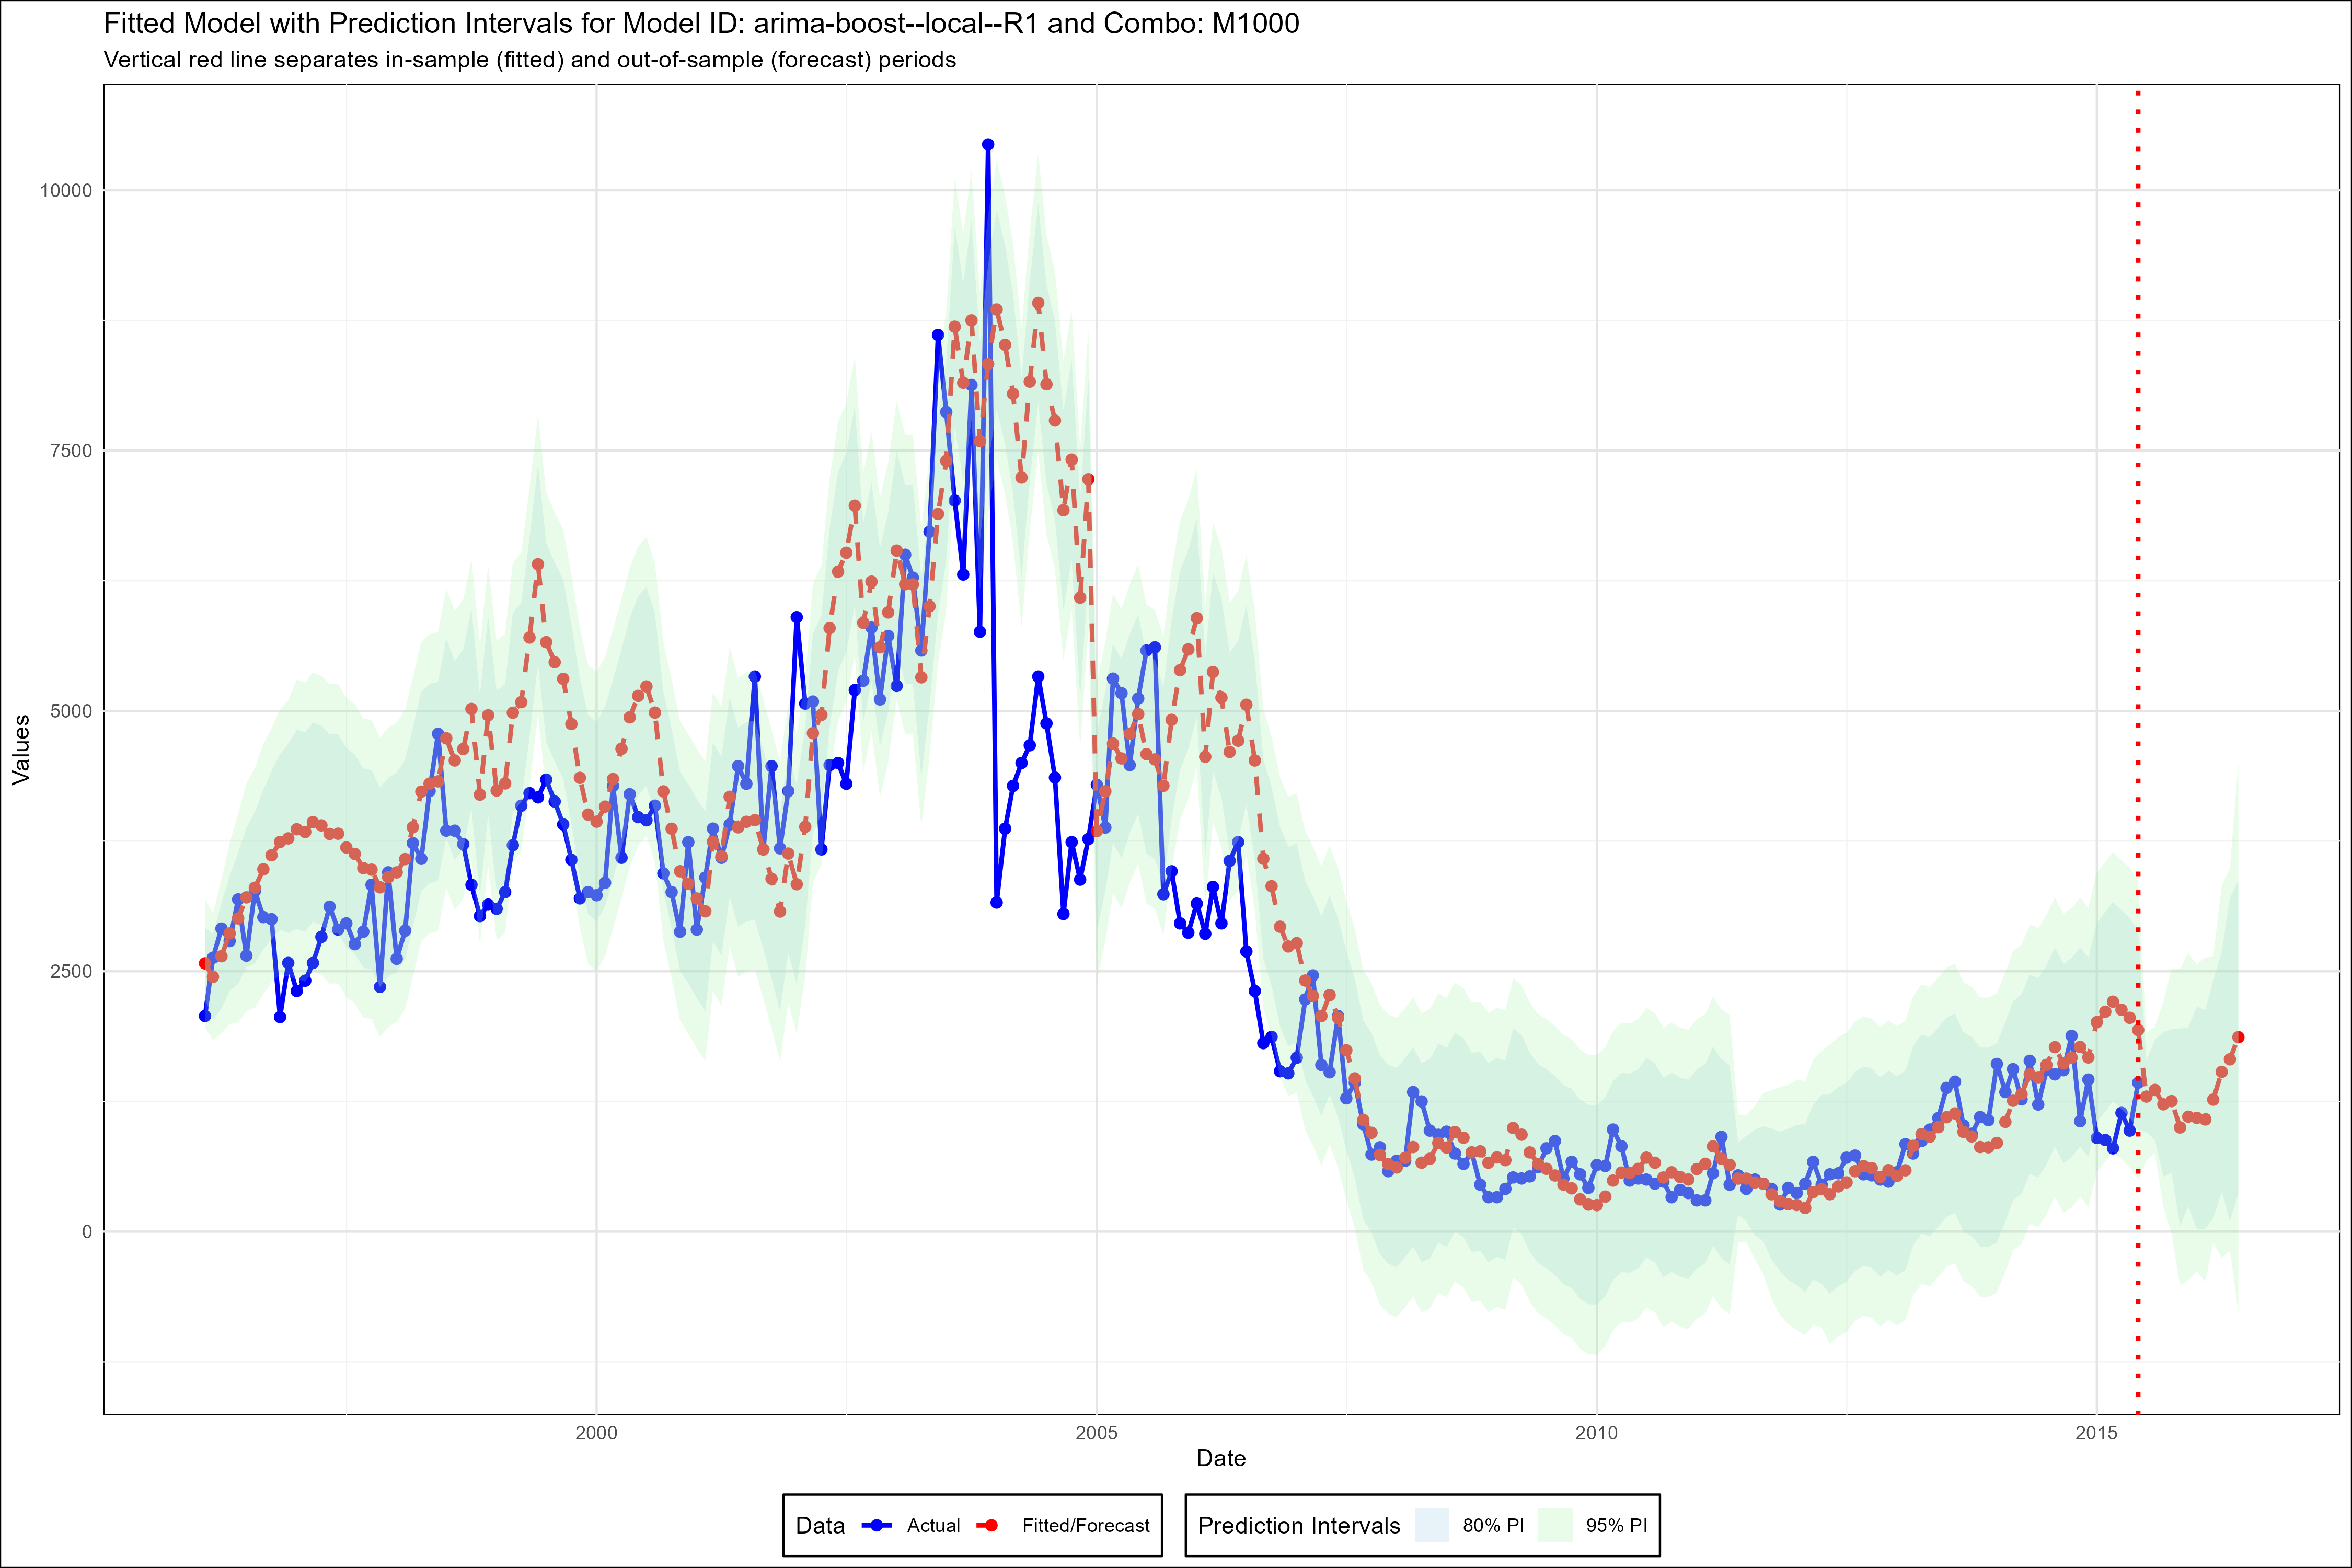 Fitted Model with Prediction Intervals for Model ID: arima-boost--local--R1 and Combo: M1000
Vertical red line separates in-sample (fitted) and out-of-sample (forecast) periods
Values
10000
7500
5000
2500
0
2000 2005 2010 2015
Date
Data Actual Fitted/Forecast Prediction Intervals 80% PI 95% PI